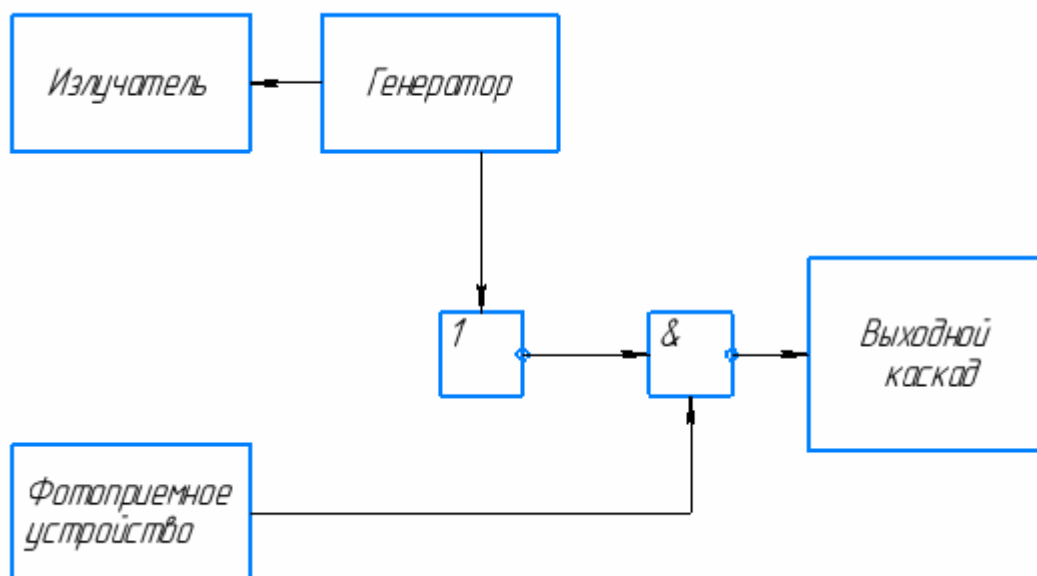 Излучатель
Генератор
1
&
Выходной
каскад
Фотоприемное
устройство